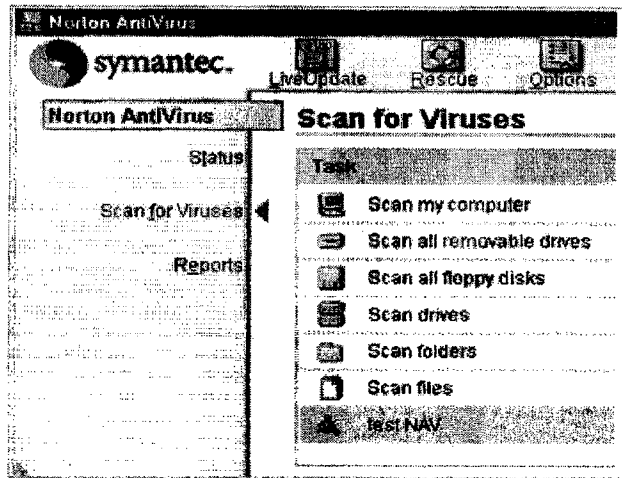 Norton AntiVirus
symantec.
LiveUpdate
Rescue
Options
Norton AntiVirus
Status
Scan for Viruses
Reports
Scan for Viruses
Task
Scan my computer
Scan all removable drives
Scan all floppy disks
Scan drives
Scan folders
Scan files
test NAV